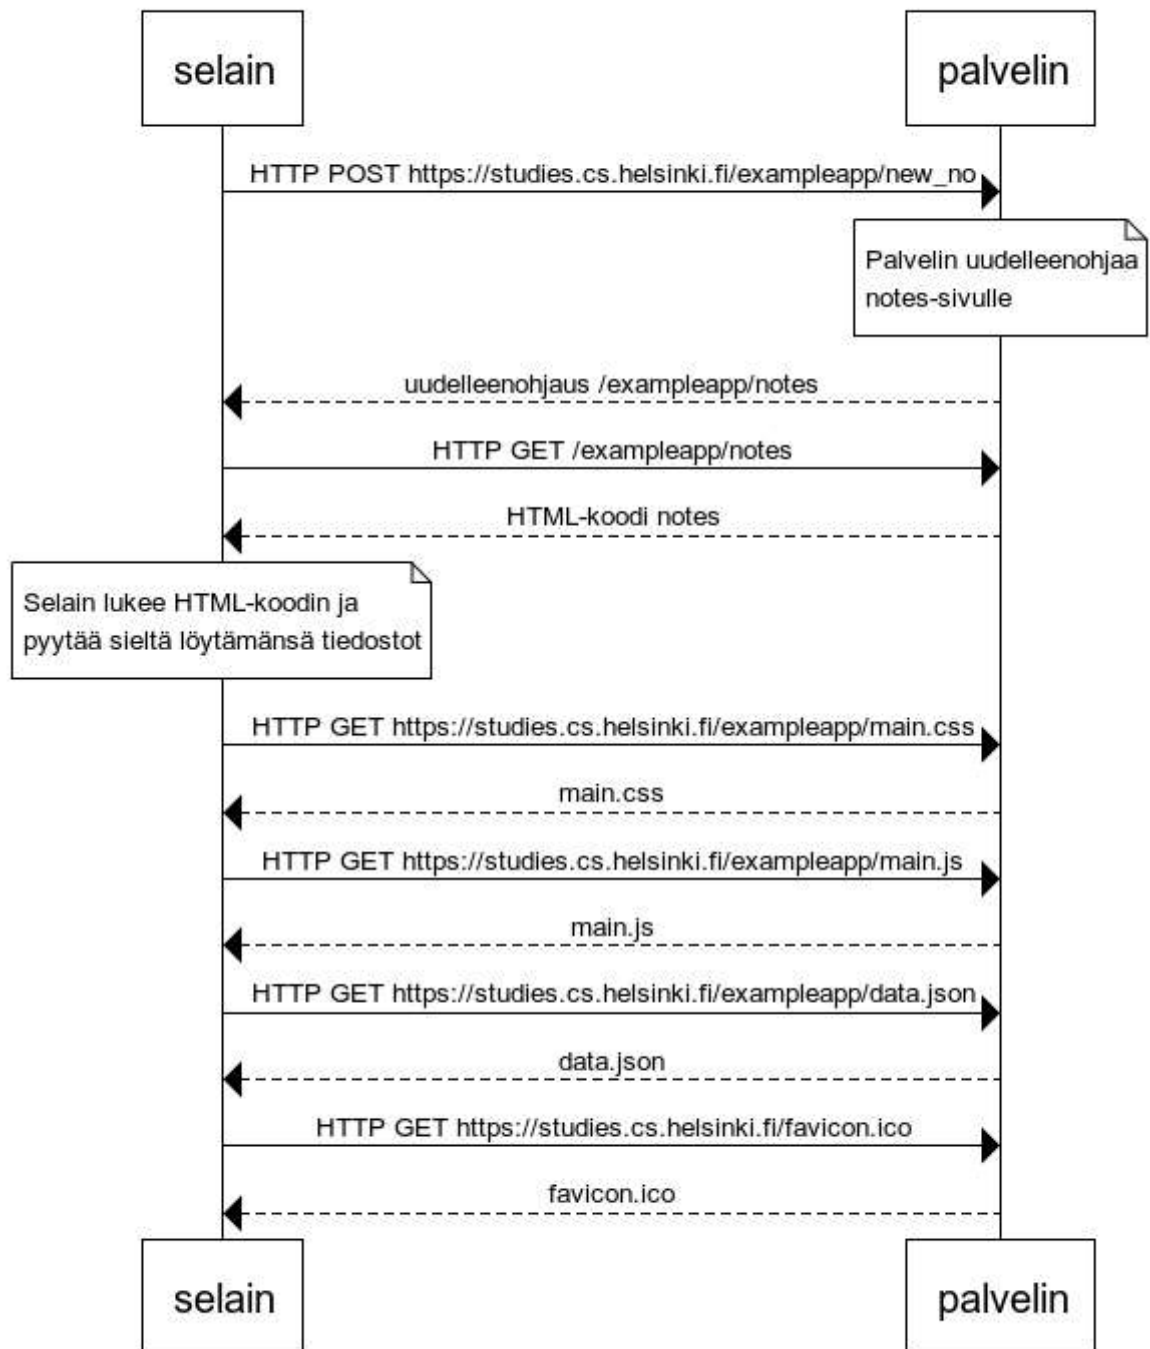 selain
palvelin
HTTP POST https://studies.cs.helsinki.fi/exampleapp/new_no
Palvelin uudelleenohjaa
notes-sivulle
uudelleenohjaus /exampleapp/notes
HTTP GET /exampleapp/notes
HTML-koodi notes
Selain lukee HTML-koodin ja
pyytää sieltä löytämänsä tiedostot
HTTP GET https://studies.cs.helsinki.fi/exampleapp/main.css
main.css
HTTP GET https://studies.cs.helsinki.fi/exampleapp/main.js
main.js
HTTP GET https://studies.cs.helsinki.fi/exampleapp/data.json
data.json
HTTP GET https://studies.cs.helsinki.fi/favicon.ico
favicon.ico
selain
palvelin